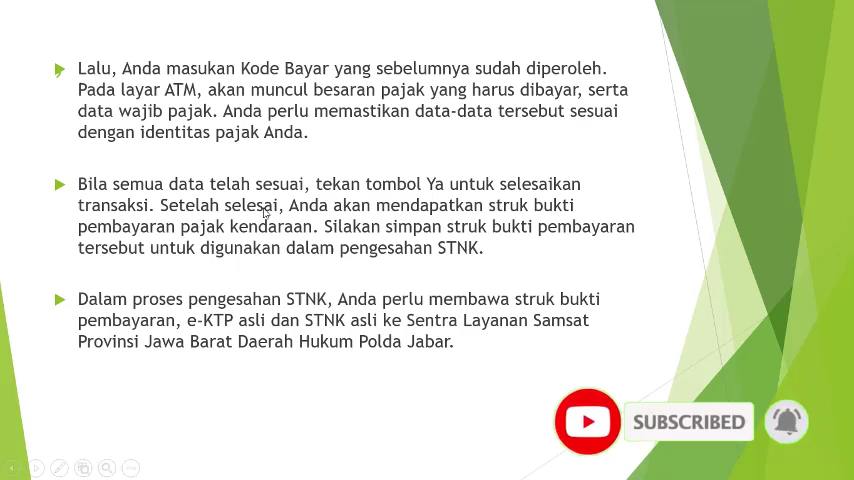 Lalu, Anda masukan Kode Bayar yang sebelumnya sudah diperoleh.
Pada layar ATM, akan muncul besaran pajak yang harus dibayar, serta
data wajib pajak. Anda perlu memastikan data-data tersebut sesuai
dengan identitas pajak Anda.
Bila semua data telah sesuai, tekan tombol Ya untuk selesaikan
transaksi. Setelah selesai, Anda akan mendapatkan struk bukti
pembayaran pajak kendaraan. Silakan simpan struk bukti pembayaran
tersebut untuk digunakan dalam pengesahan STNK.
Dalam proses pengesahan STNK, Anda perlu membawa struk bukti
pembayaran, e-KTP asli dan STNK asli ke Sentra Layanan Samsat
Provinsi Jawa Barat Daerah Hukum Polda Jabar.
SUBSCRIBED